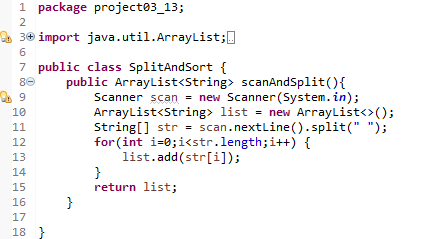 1 package project03_13;
2
3 import java.util.ArrayList;
6
7 public class SplitAndSort {
8     public ArrayList<String> scanAndSplit(){
9         Scanner scan = new Scanner(System.in);
10         ArrayList<String> list = new ArrayList<>();
11         String[] str = scan.nextLine().split(" ");
12         for(int i=0;i<str.length;i++) {
13             list.add(str[i]);
14         }
15         return list;
16     }
17
18 }